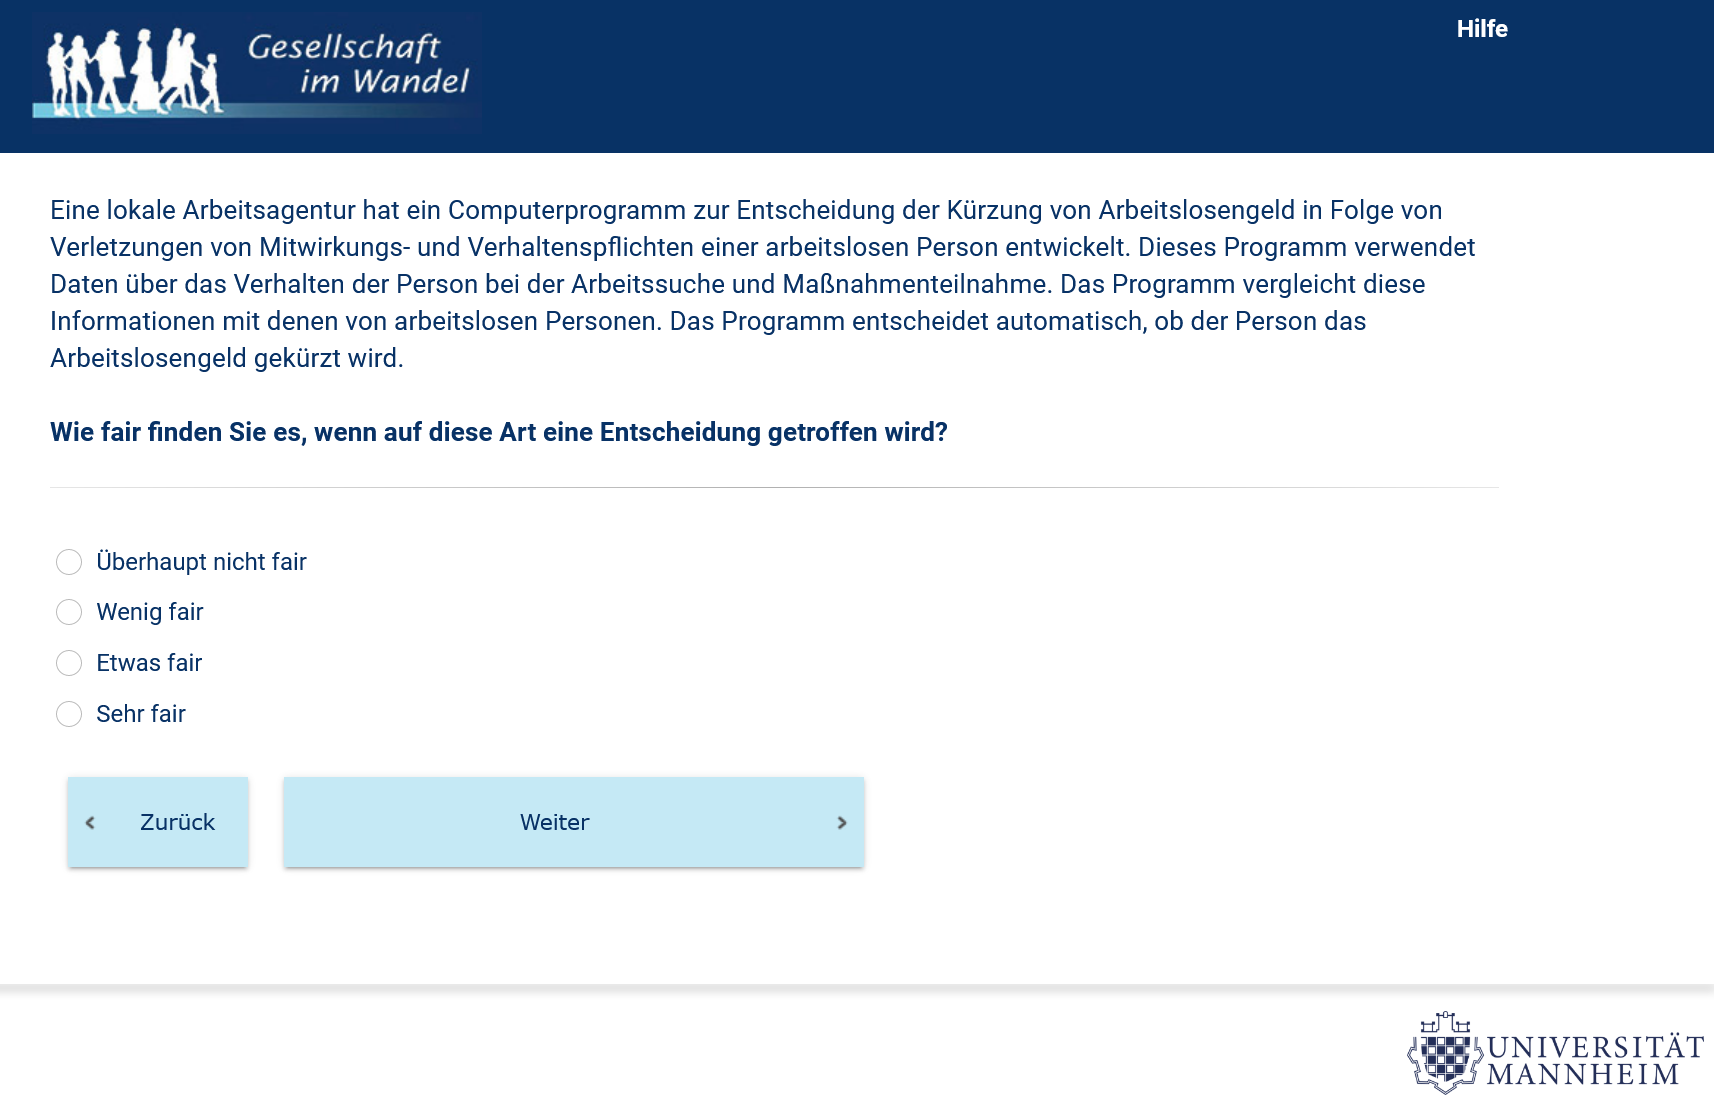 Gesellschaft
im Wandel
Hilfe
Eine lokale Arbeitsagentur hat ein Computerprogramm zur Entscheidung der Kürzung von Arbeitslosengeld in Folge von
Verletzungen von Mitwirkungs- und Verhaltenspflichten einer arbeitslosen Person entwickelt. Dieses Programm verwendet
Daten über das Verhalten der Person bei der Arbeitssuche und Maßnahmenteilnahme. Das Programm vergleicht diese
Informationen mit denen von arbeitslosen Personen. Das Programm entscheidet automatisch, ob der Person das
Arbeitslosengeld gekürzt wird.
Wie fair finden Sie es, wenn auf diese Art eine Entscheidung getroffen wird?
Überhaupt nicht fair
Wenig fair
Etwas fair
Sehr fair
Zurück
Weiter
UNIVERSITÄT
MANNHEIM